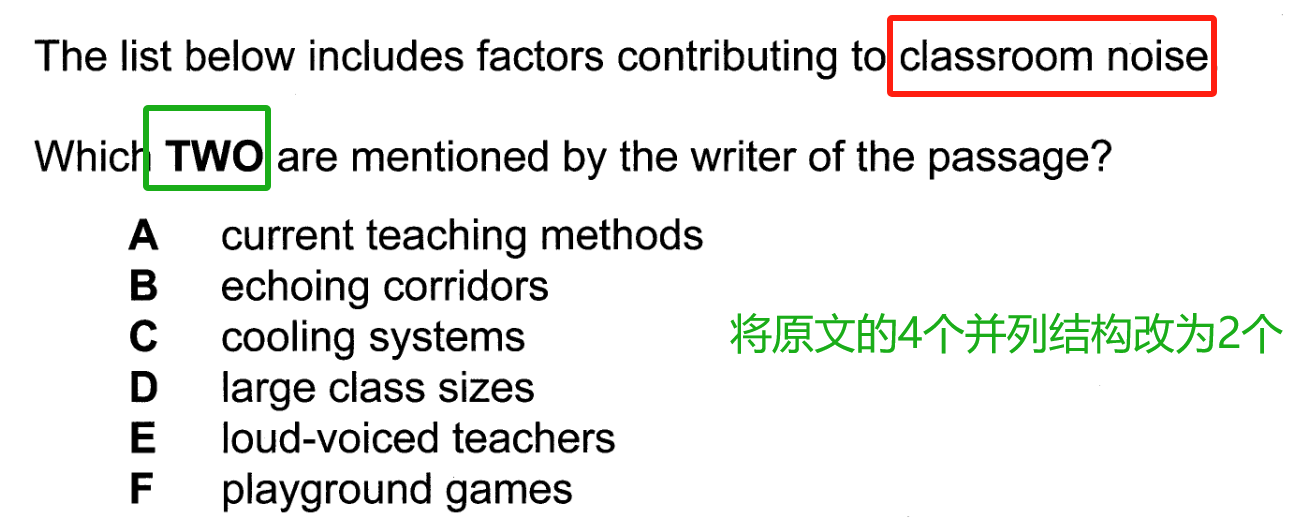 The list below includes factors contributing to classroom noise
Which TWO are mentioned by the writer of the passage?
A current teaching methods
B echoing corridors
C cooling systems
将原文的4个并列结构改为2个
D large class sizes
E loud-voiced teachers
F playground games